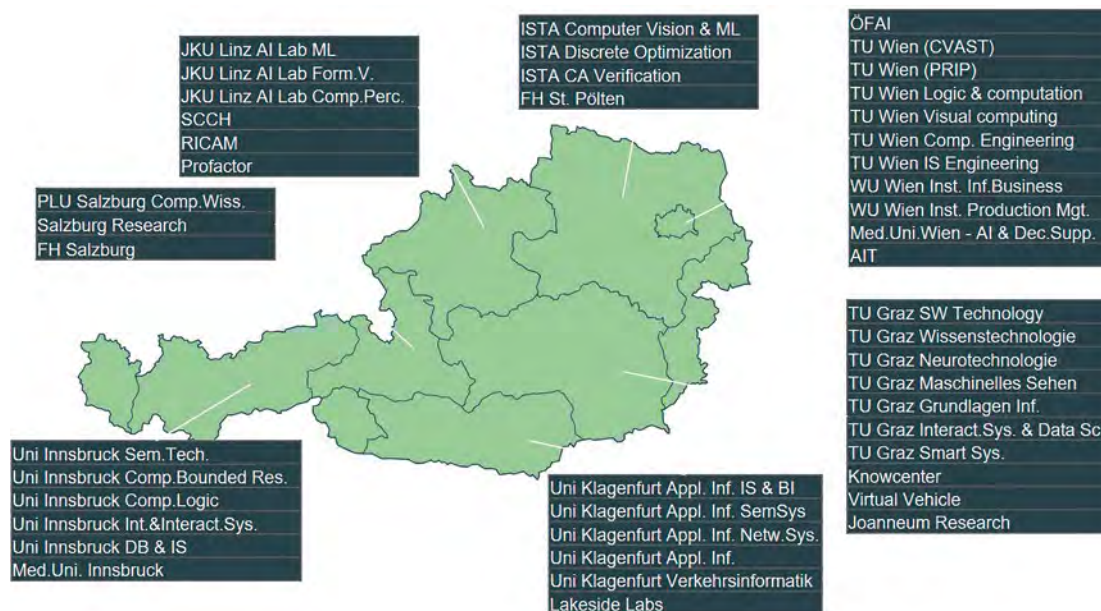 JKU Linz AI Lab ML
JKU Linz AI Lab Form.V.
JKU Linz AI Lab Comp.Perc.
SCCH
RICAM
Profactor
ISTA Computer Vision & ML
ISTA Discrete Optimization
ISTA CA Verification
FH St. Pölten
ÖFAI
TU Wien (CVAST)
TU Wien (PRIP)
TU Wien Logic & computation
TU Wien Visual computing
TU Wien Comp. Engineering
TU Wien IS Engineering
WU Wien Inst. Inf.Business
WU Wien Inst. Production Mgt.
Med.Uni.Wien - AI & Dec.Supp.
AIT
PLU Salzburg Comp.Wiss.
Salzburg Research
FH Salzburg
TU Graz SW Technology
TU Graz Wissenstechnologie
TU Graz Neurotechnologie
TU Graz Maschinelles Sehen
TU Graz Grundlagen Inf.
TU Graz Interact.Sys. & Data Sc
TU Graz Smart Sys.
Knowcenter
Virtual Vehicle
Joanneum Research
Uni Innsbruck Sem.Tech.
Uni Innsbruck Comp.Bounded Res.
Uni Innsbruck Comp.Logic
Uni Innsbruck Int.&Interact.Sys.
Uni Innsbruck DB & IS
Med.Uni. Innsbruck
Uni Klagenfurt Appl. Inf. IS & BI
Uni Klagenfurt Appl. Inf. SemSys
Uni Klagenfurt Appl. Inf. Netw.Sys.
Uni Klagenfurt Appl. Inf.
Uni Klagenfurt Verkehrsinformatik
Lakeside Labs